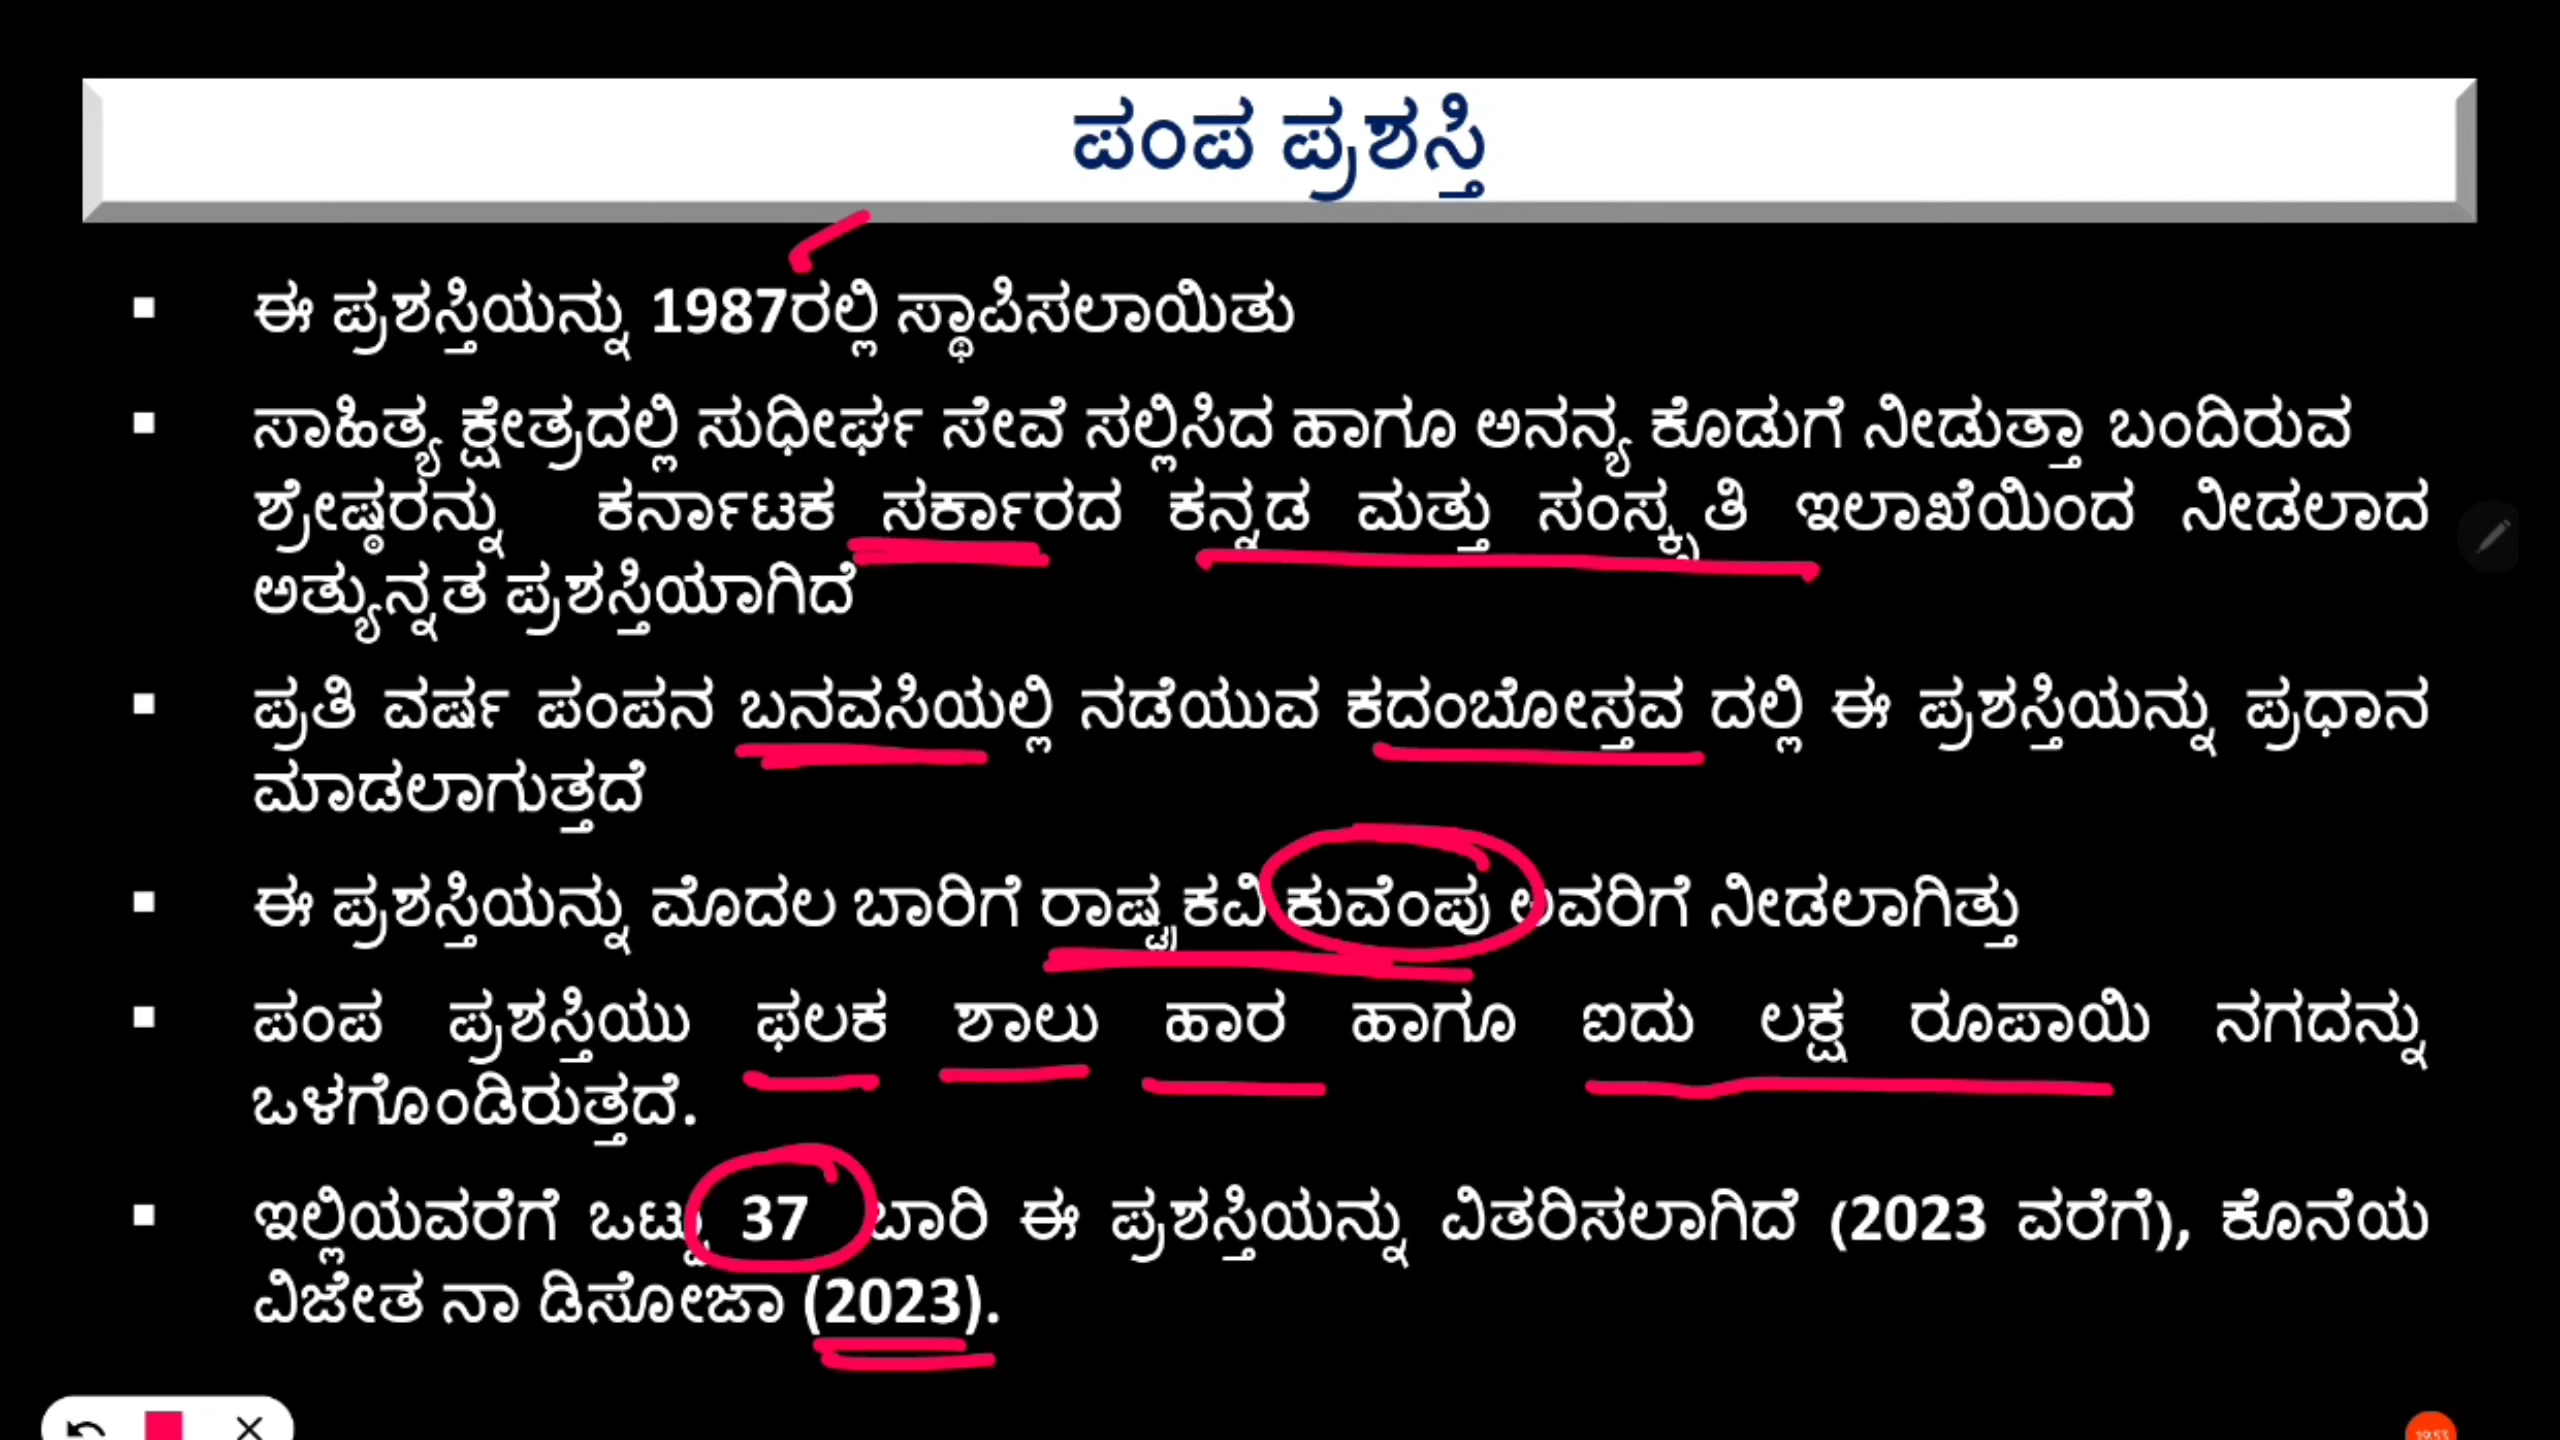 ಪಂಪ ಪ್ರಶಸ್ತಿ
▪ ಈ ಪ್ರಶಸ್ತಿಯನ್ನು 1987ರಲ್ಲಿ ಸ್ಥಾಪಿಸಲಾಯಿತು
▪ ಸಾಹಿತ್ಯ ಕ್ಷೇತ್ರದಲ್ಲಿ ಸುಧೀರ್ಘ ಸೇವೆ ಸಲ್ಲಿಸಿದ ಹಾಗೂ ಅನನ್ಯ ಕೊಡುಗೆ ನೀಡುತ್ತಾ ಬಂದಿರುವ
ಶ್ರೇಷ್ಠರನ್ನು ಕರ್ನಾಟಕ ಸರ್ಕಾರದ ಕನ್ನಡ ಮತ್ತು ಸಂಸ್ಕೃತಿ ಇಲಾಖೆಯಿಂದ ನೀಡಲಾದ
ಅತ್ಯುನ್ನತ ಪ್ರಶಸ್ತಿಯಾಗಿದೆ
▪ ಪ್ರತಿ ವರ್ಷ ಪಂಪನ ಬನವಸಿಯಲ್ಲಿ ನಡೆಯುವ ಕದಂಬೋಸ್ತವ ದಲ್ಲಿ ಈ ಪ್ರಶಸ್ತಿಯನ್ನು ಪ್ರಧಾನ
ಮಾಡಲಾಗುತ್ತದೆ
▪ ಈ ಪ್ರಶಸ್ತಿಯನ್ನು ಮೊದಲ ಬಾರಿಗೆ ರಾಷ್ಟ್ರಕವಿ ಕುವೆಂಪು ಅವರಿಗೆ ನೀಡಲಾಗಿತ್ತು
▪ ಪಂಪ ಪ್ರಶಸ್ತಿಯು ಫಲಕ ಶಾಲು ಹಾರ ಹಾಗೂ ಐದು ಲಕ್ಷ ರೂಪಾಯಿ ನಗದನ್ನು
ಒಳಗೊಂಡಿರುತ್ತದೆ.
▪ ಇಲ್ಲಿಯವರೆಗೆ ಒಟ್ಟು 37 ಬಾರಿ ಈ ಪ್ರಶಸ್ತಿಯನ್ನು ವಿತರಿಸಲಾಗಿದೆ (2023 ವರೆಗೆ), ಕೊನೆಯ
ವಿಜೇತ ನಾ ಡಿಸೋಜಾ (2023).
19:53